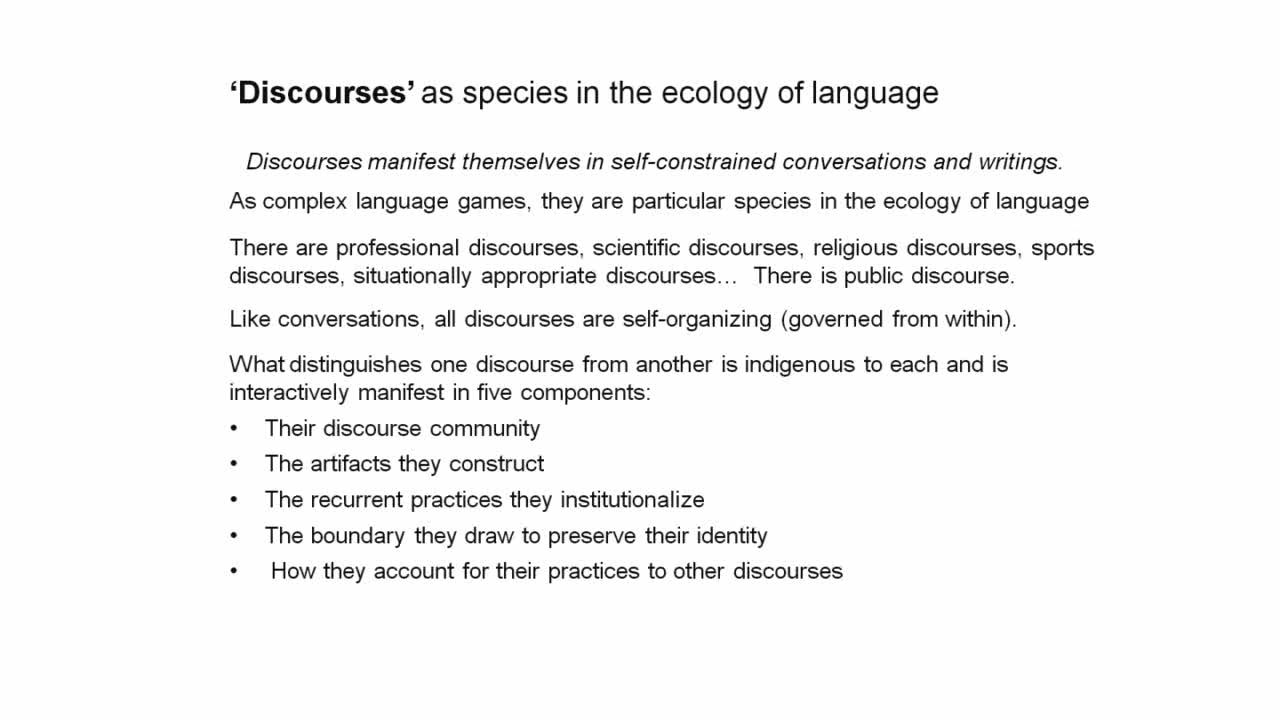 ‘Discourses’ as species in the ecology of language
Discourses manifest themselves in self-constrained conversations and writings.
As complex language games, they are particular species in the ecology of language
There are professional discourses, scientific discourses, religious discourses, sports
discourses, situationally appropriate discourses… There is public discourse.
Like conversations, all discourses are self-organizing (governed from within).
What distinguishes one discourse from another is indigenous to each and is
interactively manifest in five components:
• Their discourse community
• The artifacts they construct
• The recurrent practices they institutionalize
• The boundary they draw to preserve their identity
• How they account for their practices to other discourses